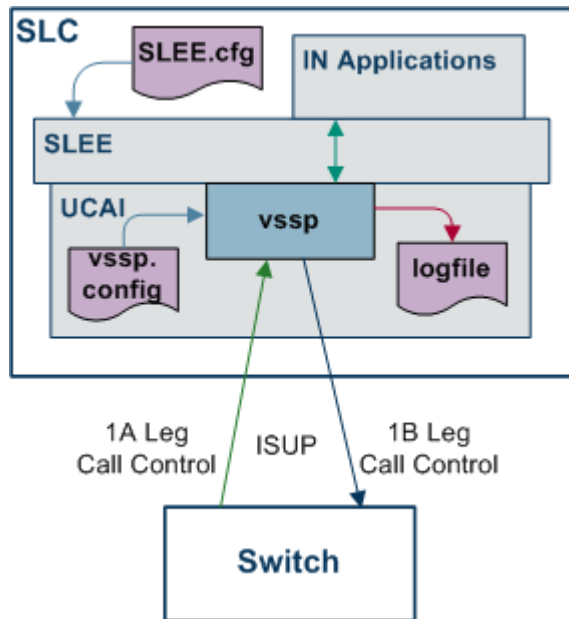 SLC
SLEE.cfg
IN Applications
SLEE
UCAI
vssp
vssp.
config
logfile
1A Leg
Call Control
ISUP
1B Leg
Call Control
Switch